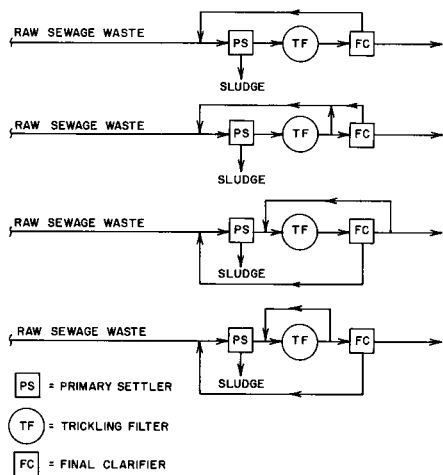 RAW SEWAGE WASTE
PS TF FC
SLUDGE
RAW SEWAGE WASTE
PS TF FC
SLUDGE
RAW SEWAGE WASTE
PS TF FC
SLUDGE
RAW SEWAGE WASTE
PS TF FC
SLUDGE
PS = PRIMARY SETTLER
TF = TRICKLING FILTER
FC = FINAL CLARIFIER